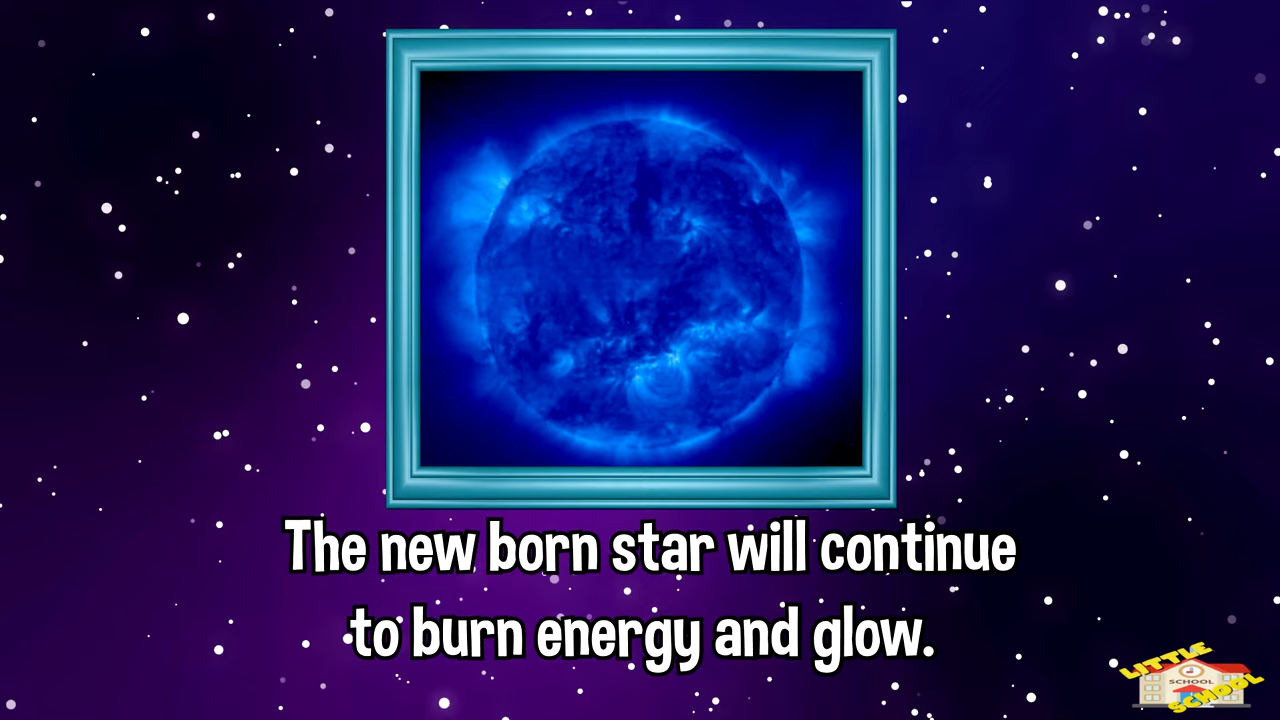 The new born star will continue
to burn energy and glow.
LITTLE
SCHOOL
SCHOOL